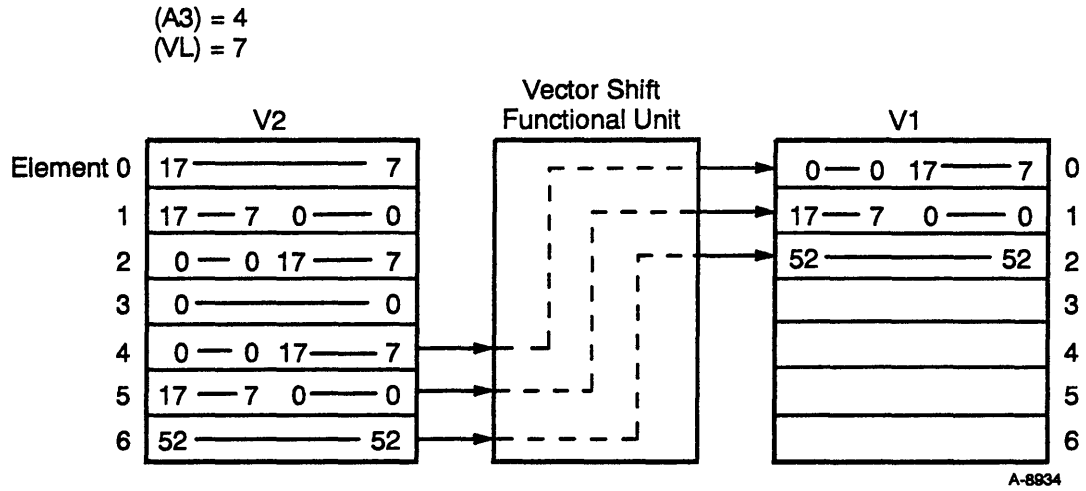 (A3) = 4
(VL) = 7
Vector Shift
Functional Unit
V2
V1
Element 0 17 7
1 17 7 0 0
2 0 0 17 7
3 0 0
4 0 0 17 7
5 17 7 0 0
6 52 52
0 0 17 7 0
17 7 0 0 1
52 52 2
3
4
5
6
A-8934